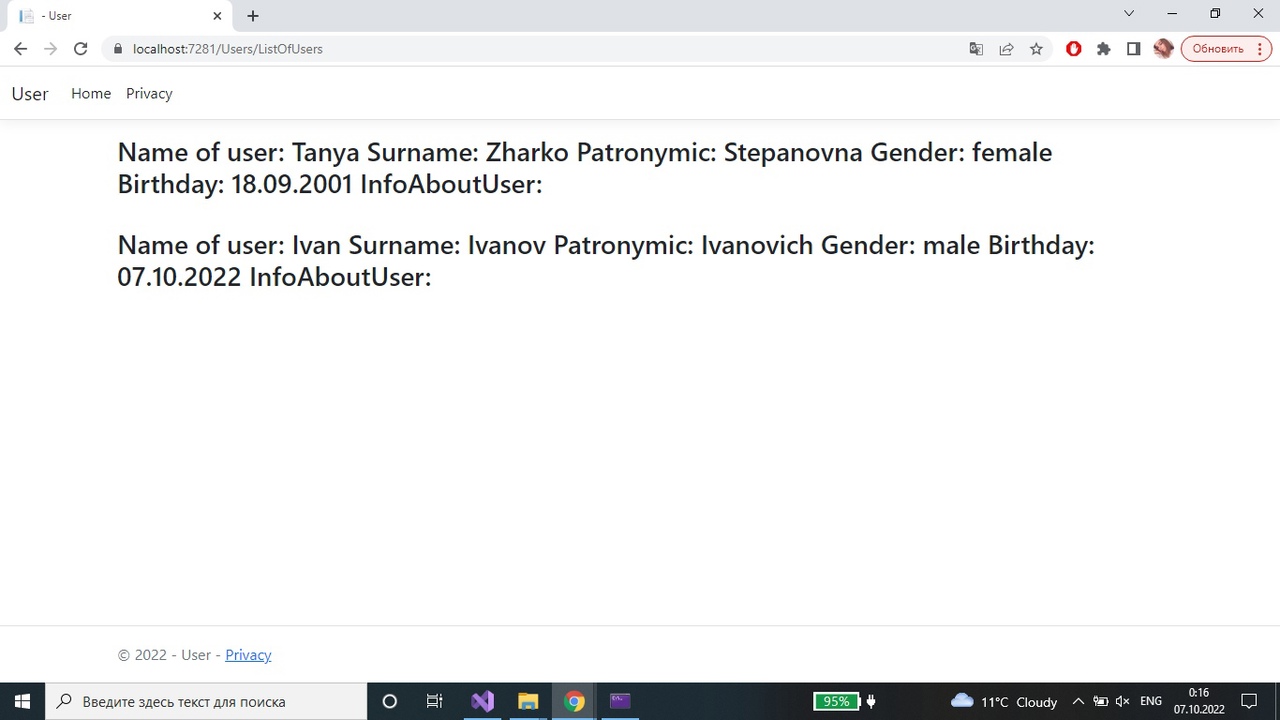 - User
localhost:7281/Users/ListOfUsers
Обновить
User Home Privacy
Name of user: Tanya Surname: Zharko Patronymic: Stepanovna Gender: female
Birthday: 18.09.2001 InfoAboutUser:
Name of user: Ivan Surname: Ivanov Patronymic: Ivanovich Gender: male Birthday:
07.10.2022 InfoAboutUser:
© 2022 - User - Privacy
Введите здесь текст для поиска
95%
11°C Cloudy
ENG
0:16
07.10.2022